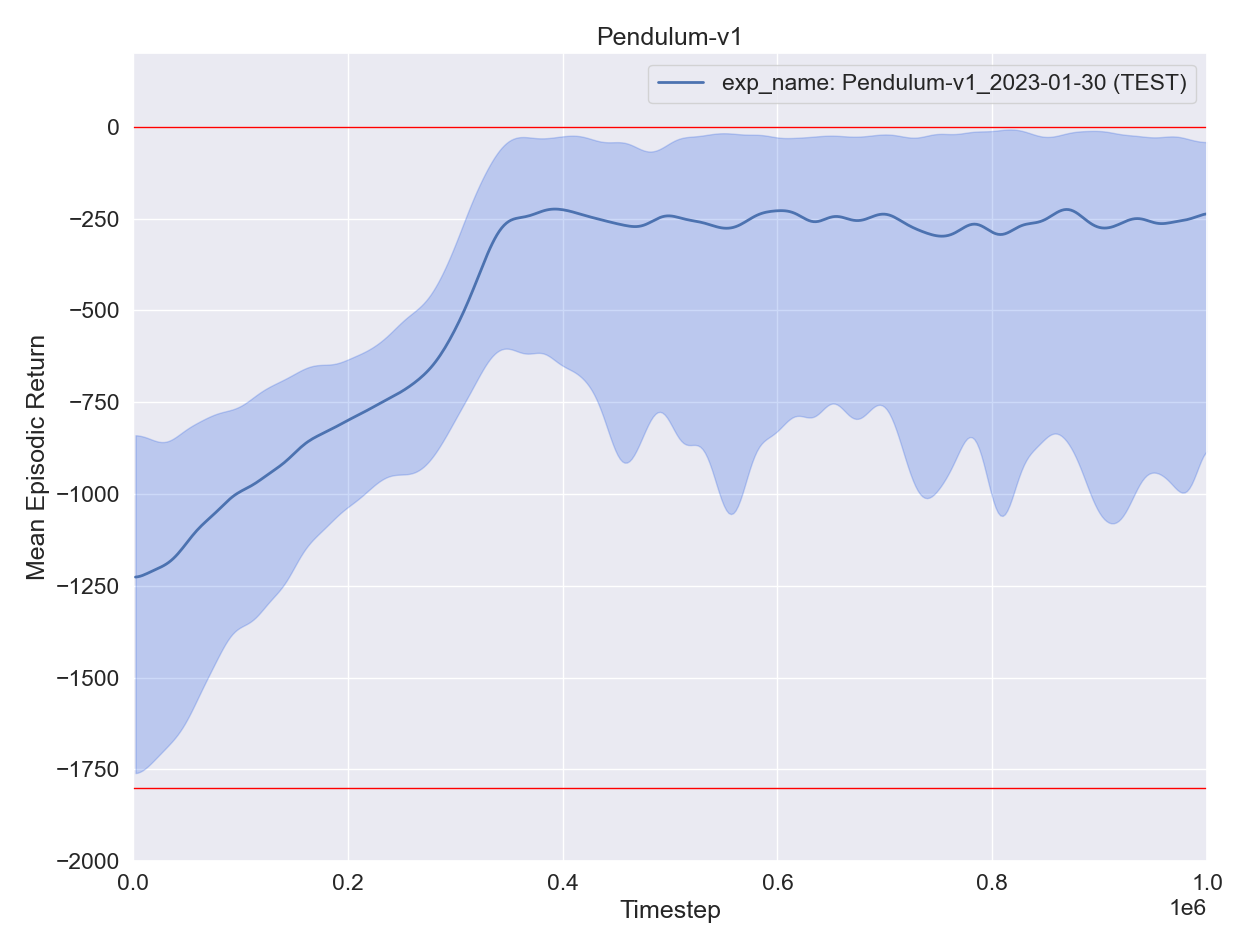 Pendulum-v1
exp_name: Pendulum-v1_2023-01-30 (TEST)
Mean Episodic Return
0
−250
−500
−750
−1000
−1250
−1500
−1750
−2000
0.0 0.2 0.4 0.6 0.8 1.0
Timestep
1e6